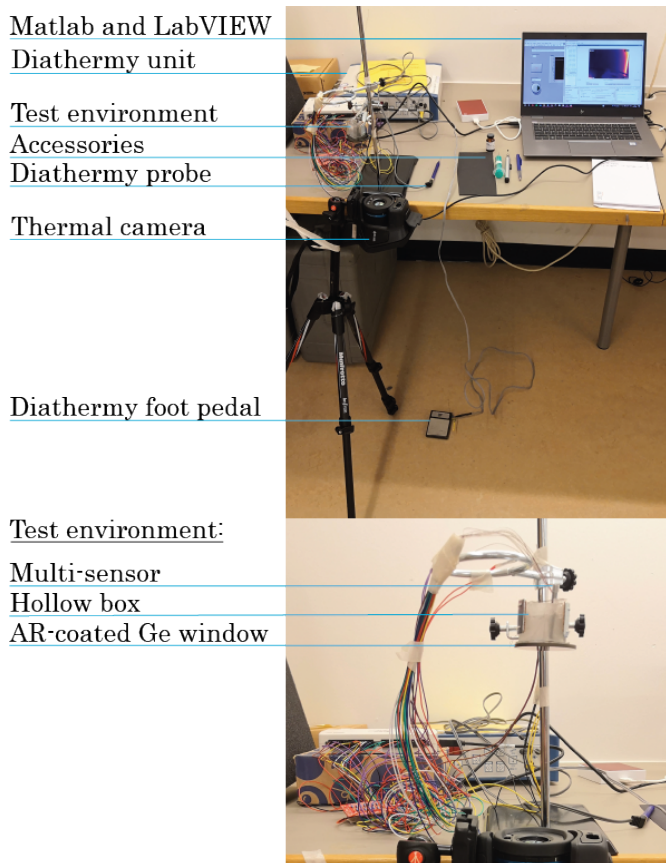 Matlab and LabVIEW
Diathermy unit
Test environment
Accessories
Diathermy probe
Thermal camera
Diathermy foot pedal
Test environment:
Multi-sensor
Hollow box
AR-coated Ge window
Manfrotto